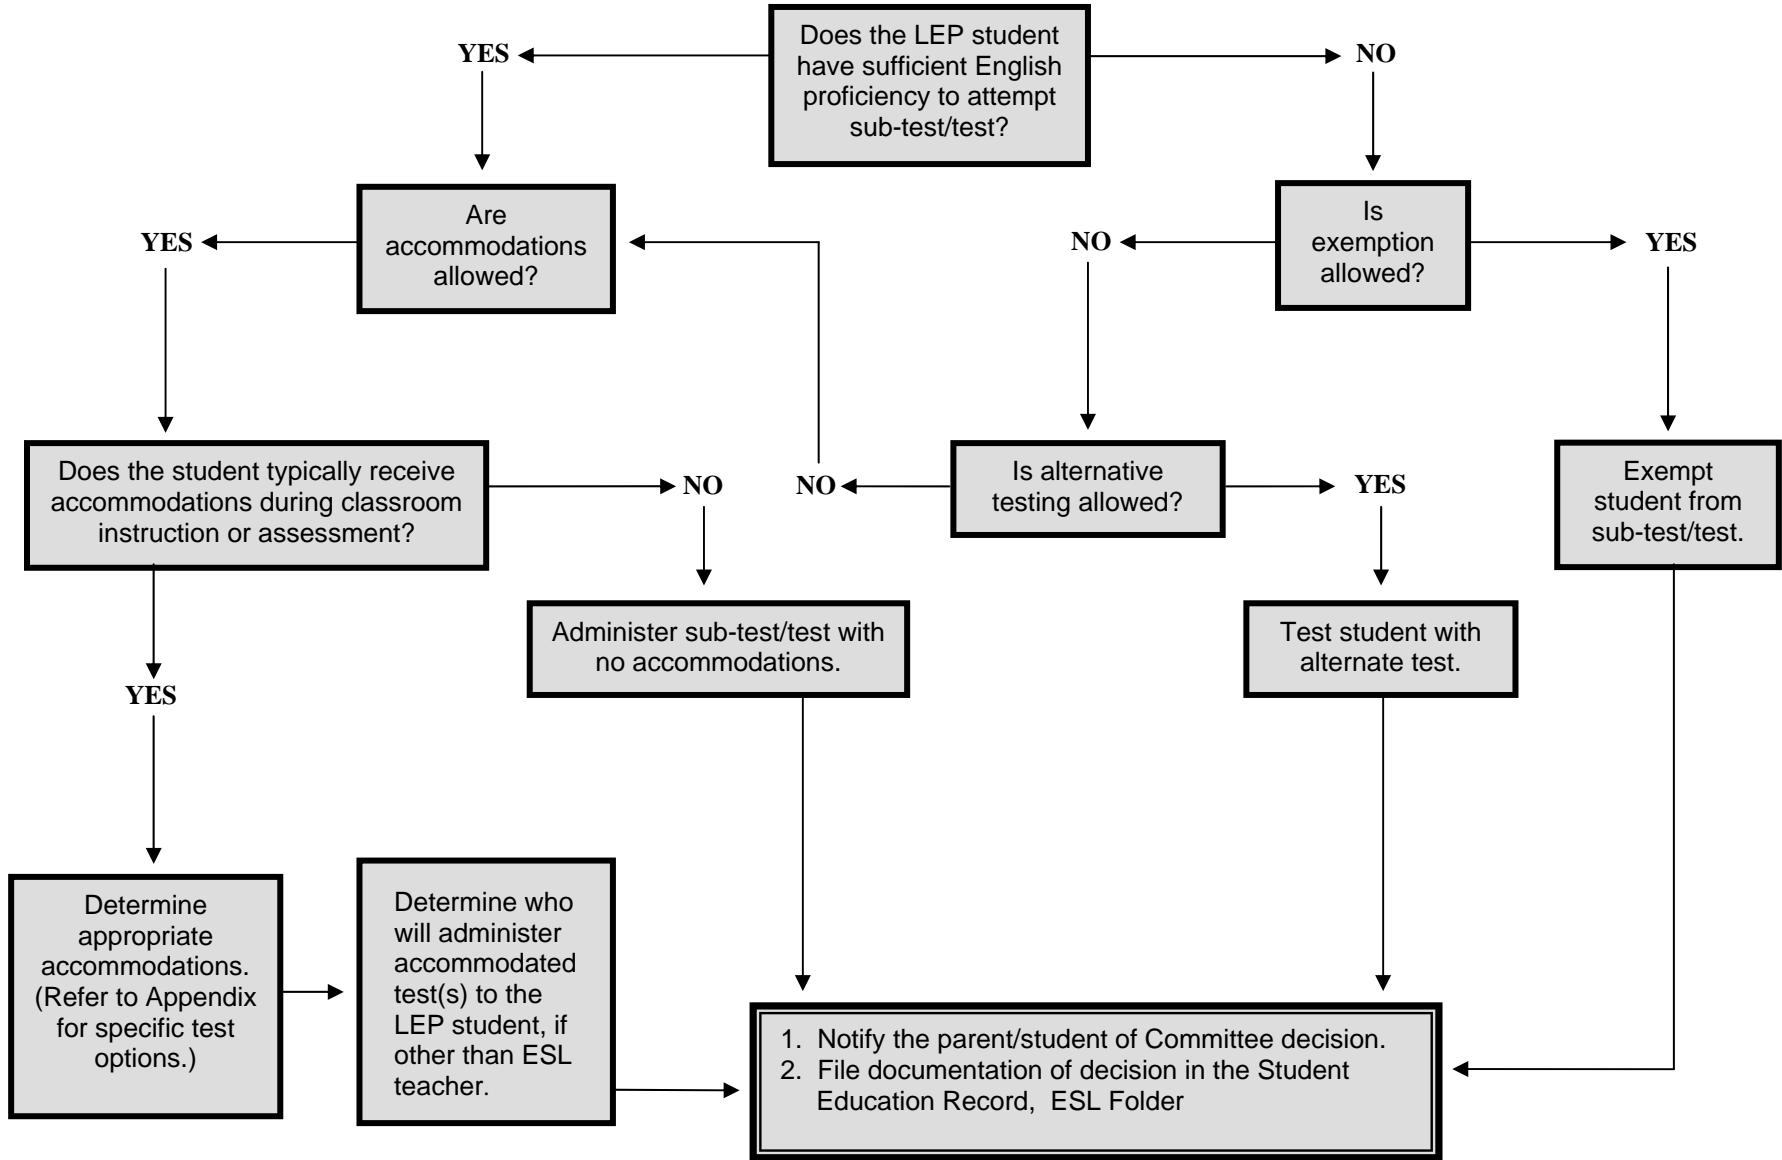 Does the LEP student
have sufficient English
proficiency to attempt
sub-test/test?
YES
NO
Are
accommodations
allowed?
Is
exemption
allowed?
YES
NO
YES
Does the student typically receive
accommodations during classroom
instruction or assessment?
NO
NO
Is alternative
testing allowed?
YES
Exempt
student from
sub-test/test.
Administer sub-test/test with
no accommodations.
Test student with
alternate test.
YES
Determine
appropriate
accommodations.
(Refer to Appendix
for specific test
options.)
Determine who
will administer
accommodated
test(s) to the
LEP student, if
other than ESL
teacher.
1. Notify the parent/student of Committee decision.
2. File documentation of decision in the Student
Education Record, ESL Folder